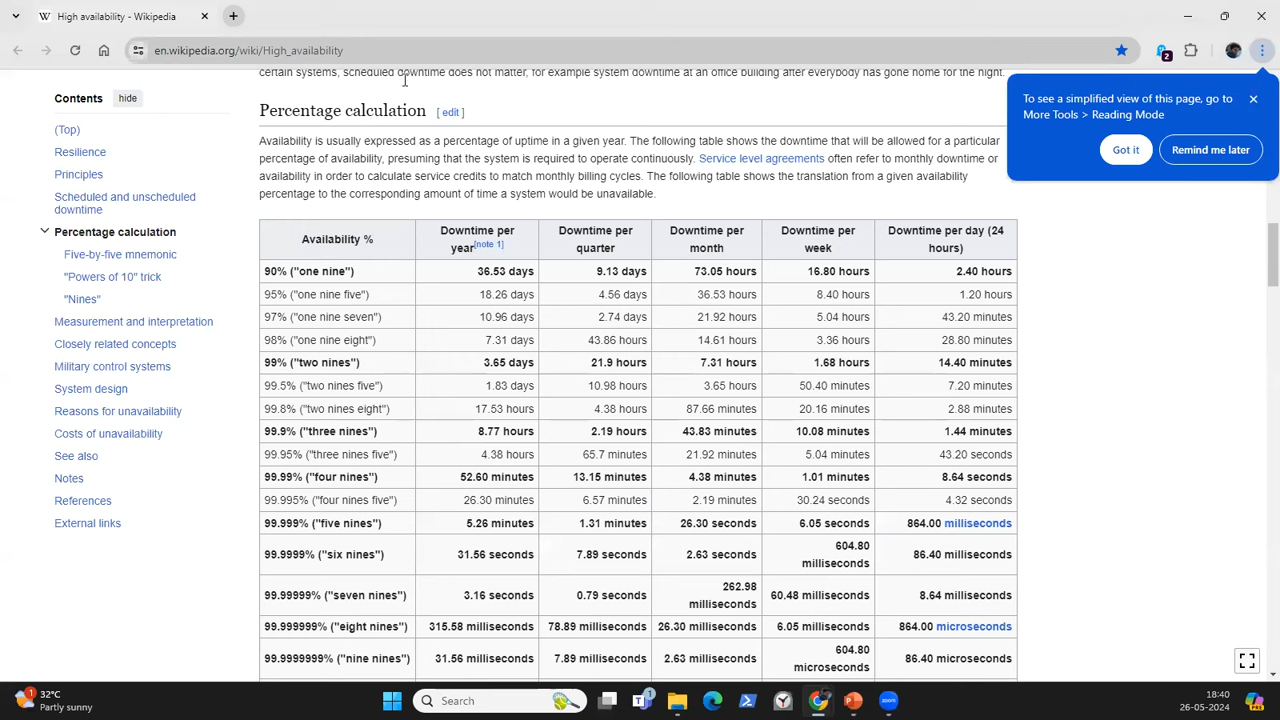 High availability - Wikipedia
en.wikipedia.org/wiki/High_availability
2
certain systems, scheduled downtime does not matter, for example system downtime at an office building after everybody has gone home for the night.
To see a simplified view of this page, go to
More Tools > Reading Mode
Got it
Remind me later
Contents
hide
(Top)
Resilience
Principles
Scheduled and unscheduled
downtime
Percentage calculation
Five-by-five mnemonic
"Powers of 10" trick
"Nines"
Measurement and interpretation
Closely related concepts
Military control systems
System design
Reasons for unavailability
Costs of unavailability
See also
Notes
References
External links
Percentage calculation [ edit ]
Availability is usually expressed as a percentage of uptime in a given year. The following table shows the downtime that will be allowed for a particular
percentage of availability, presuming that the system is required to operate continuously. Service level agreements often refer to monthly downtime or
availability in order to calculate service credits to match monthly billing cycles. The following table shows the translation from a given availability
percentage to the corresponding amount of time a system would be unavailable.
Availability % Downtime per year[note 1] Downtime per quarter Downtime per month Downtime per week Downtime per day (24 hours)
90% ("one nine") 36.53 days 9.13 days 73.05 hours 16.80 hours 2.40 hours
95% ("one nine five") 18.26 days 4.56 days 36.53 hours 8.40 hours 1.20 hours
97% ("one nine seven") 10.96 days 2.74 days 21.92 hours 5.04 hours 43.20 minutes
98% ("one nine eight") 7.31 days 43.86 hours 14.61 hours 3.36 hours 28.80 minutes
99% ("two nines") 3.65 days 21.9 hours 7.31 hours 1.68 hours 14.40 minutes
99.5% ("two nines five") 1.83 days 10.98 hours 3.65 hours 50.40 minutes 7.20 minutes
99.8% ("two nines eight") 17.53 hours 4.38 hours 87.66 minutes 20.16 minutes 2.88 minutes
99.9% ("three nines") 8.77 hours 2.19 hours 43.83 minutes 10.08 minutes 1.44 minutes
99.95% ("three nines five") 4.38 hours 65.7 minutes 21.92 minutes 5.04 minutes 43.20 seconds
99.99% ("four nines") 52.60 minutes 13.15 minutes 4.38 minutes 1.01 minutes 8.64 seconds
99.995% ("four nines five") 26.30 minutes 6.57 minutes 2.19 minutes 30.24 seconds 4.32 seconds
99.999% ("five nines") 5.26 minutes 1.31 minutes 26.30 seconds 6.05 seconds 864.00 milliseconds
99.9999% ("six nines") 31.56 seconds 7.89 seconds 2.63 seconds 604.80 milliseconds 86.40 milliseconds
99.99999% ("seven nines") 3.16 seconds 0.79 seconds 262.98 milliseconds 60.48 milliseconds 8.64 milliseconds
99.999999% ("eight nines") 315.58 milliseconds 78.89 milliseconds 26.30 milliseconds 6.05 milliseconds 864.00 microseconds
99.9999999% ("nine nines") 31.56 milliseconds 7.89 milliseconds 2.63 milliseconds 604.80 microseconds 86.40 microseconds
1
32°C
Partly sunny
Search
1
zoom
18:40
26-05-2024